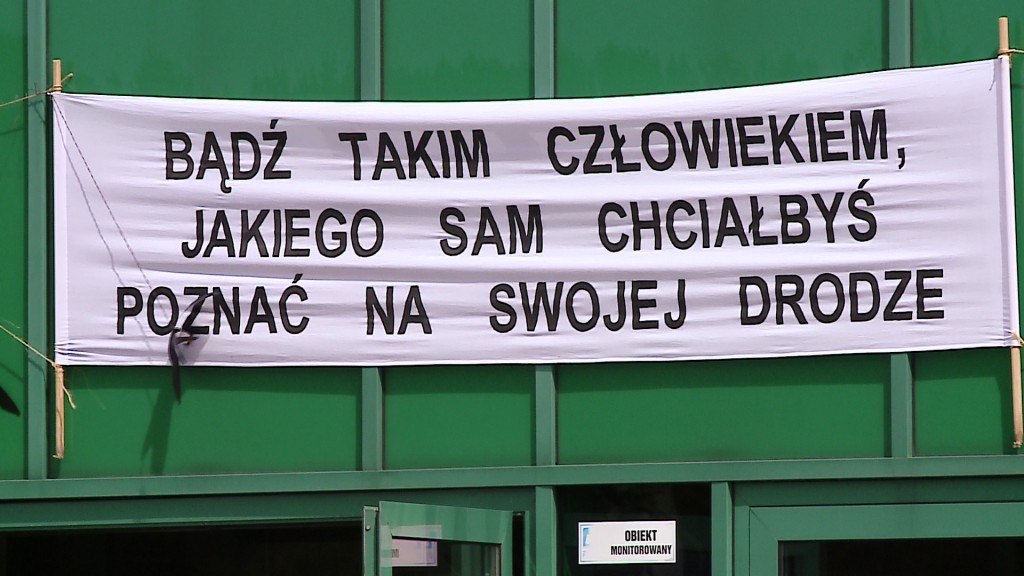 BĄDŹ TAKIM CZŁOWIEKIEM,
JAKIEGO SAM CHCIAŁBYŚ
POZNAĆ NA SWOJEJ DRODZE
OBIEKT
MONITOROWANY